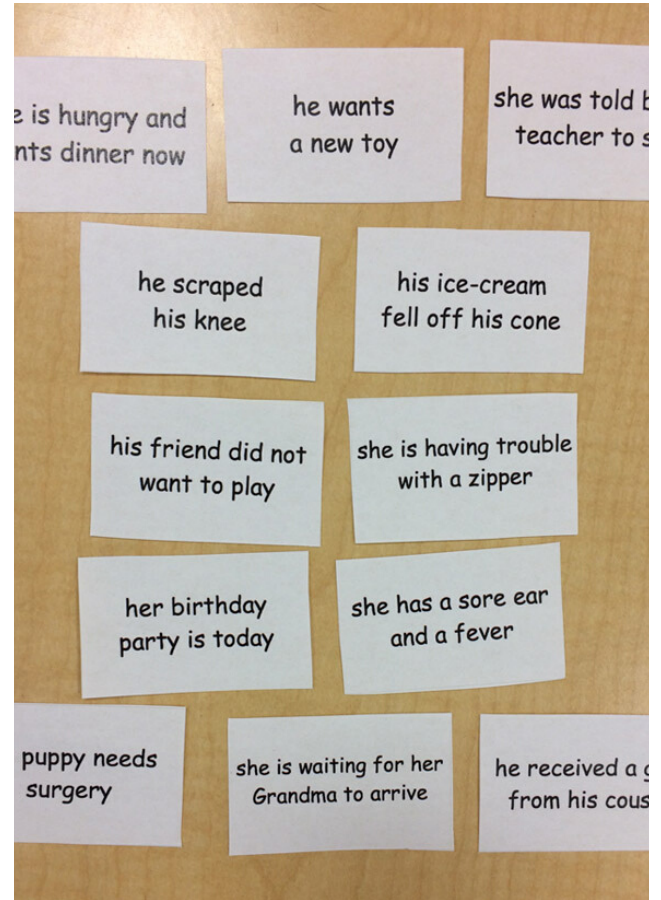 is hungry and
dinner now
he wants
a new toy
she was told
teacher to
he scraped
his knee
his ice-cream
fell off his cone
his friend did not
want to play
she is having trouble
with a zipper
her birthday
party is today
she has a sore ear
and a fever
puppy needs
surgery
she is waiting for her
Grandma to arrive
he received a
from his